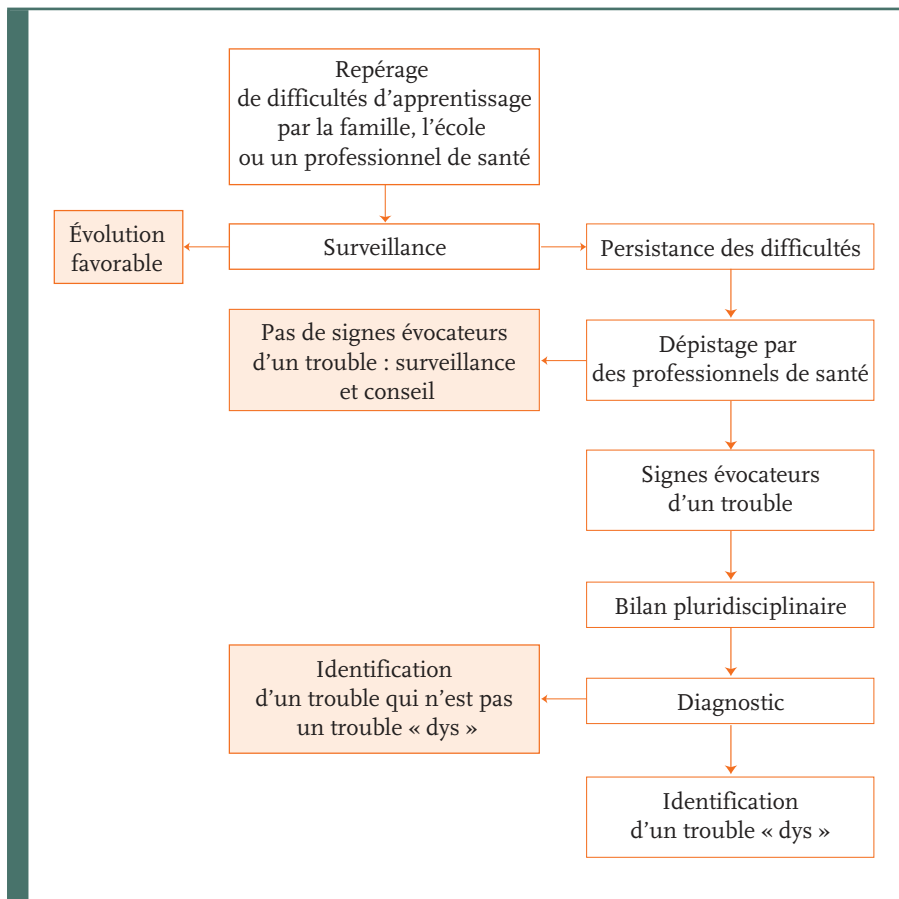 Repérage
de difficultés d’apprentissage
par la famille, l’école
ou un professionnel de santé
Évolution
favorable
Surveillance
Persistance des difficultés
Pas de signes évocateurs
d’un trouble : surveillance
et conseil
Dépistage par
des professionnels de santé
Signes évocateurs
d’un trouble
Bilan pluridisciplinaire
Identification
d’un trouble qui n’est pas
un trouble « dys »
Diagnostic
Identification
d’un trouble « dys »